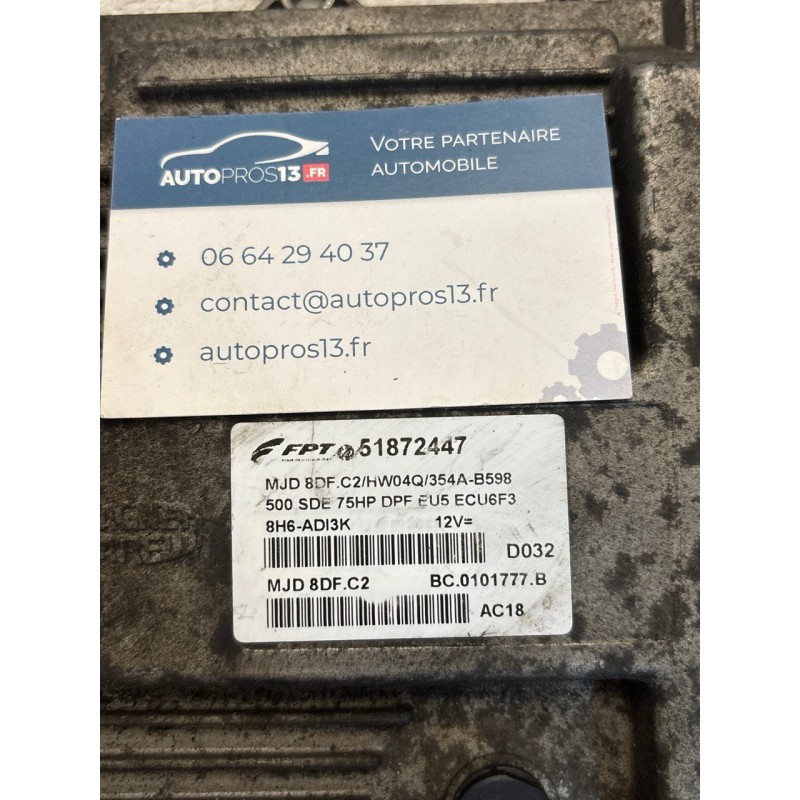 AUTOPROS13.FR
VOTRE PARTENAIRE
AUTOMOBILE
06 64 29 40 37
contact@autopros13.fr
autopros13.fr
FPT 51872447
MJD 8DF.C2/HW04Q/354A-B598
500 SDE 75HP DPF EU5 ECU6F3
8H6-ADI3K 12V=
D032
MJD 8DF.C2 BC.0101777.B
AC18